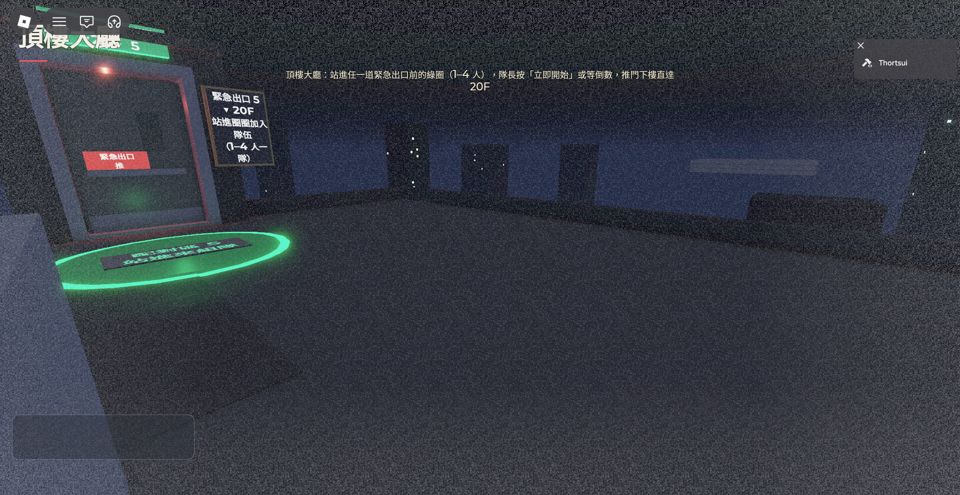 頂樓大廳
5
頂樓大廳：站進任一道緊急出口前的綠圈（1–4 人），隊長按「立即開始」或等倒數，推門下樓直達
20F
Thortsui
緊急出口 5
▼ 20F
站進圈圈加入
隊伍
（1–4 人一
隊）
緊急出口
推